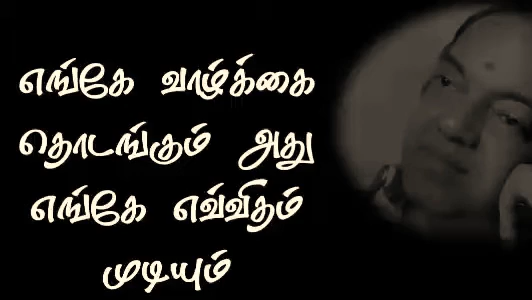 எங்கே வாழ்க்கை
தொடங்கும் அது
எங்கே எவ்விதம்
முடியும்